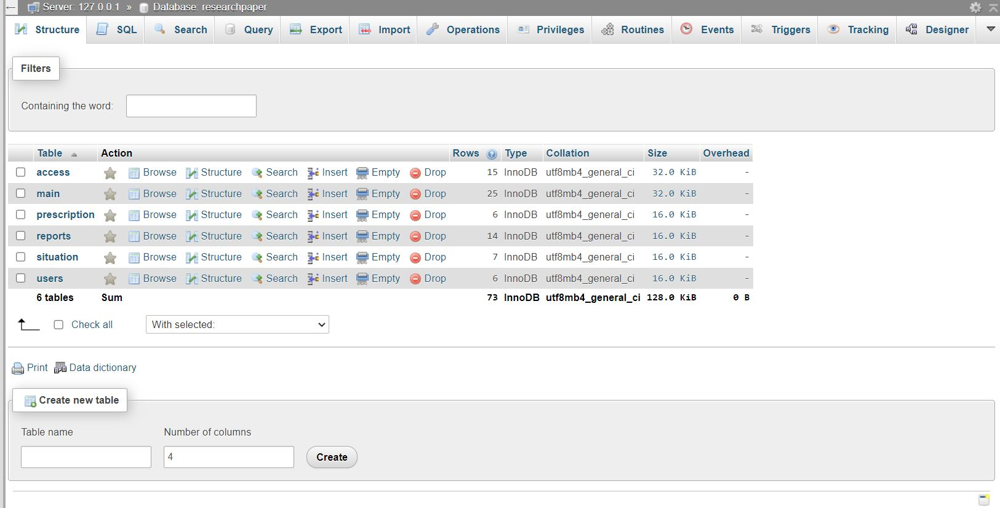 Server: 127.0.0.1 » Database: researchpaper
Structure SQL Search Query Export Import Operations Privileges Routines Events Triggers Tracking Designer
Filters
Containing the word:
Table Action Rows Type Collation Size Overhead
access Browse Structure Search Insert Empty Drop 15 InnoDB utf8mb4_general_ci 32.0 KiB -
main Browse Structure Search Insert Empty Drop 25 InnoDB utf8mb4_general_ci 32.0 KiB -
prescription Browse Structure Search Insert Empty Drop 6 InnoDB utf8mb4_general_ci 16.0 KiB -
reports Browse Structure Search Insert Empty Drop 14 InnoDB utf8mb4_general_ci 16.0 KiB -
situation Browse Structure Search Insert Empty Drop 7 InnoDB utf8mb4_general_ci 16.0 KiB -
users Browse Structure Search Insert Empty Drop 6 InnoDB utf8mb4_general_ci 16.0 KiB -
6 tables Sum 73 InnoDB utf8mb4_general_ci 128.0 KiB 0 B
Check all With selected:
Print Data dictionary
Create new table
Table name Number of columns
4 Create